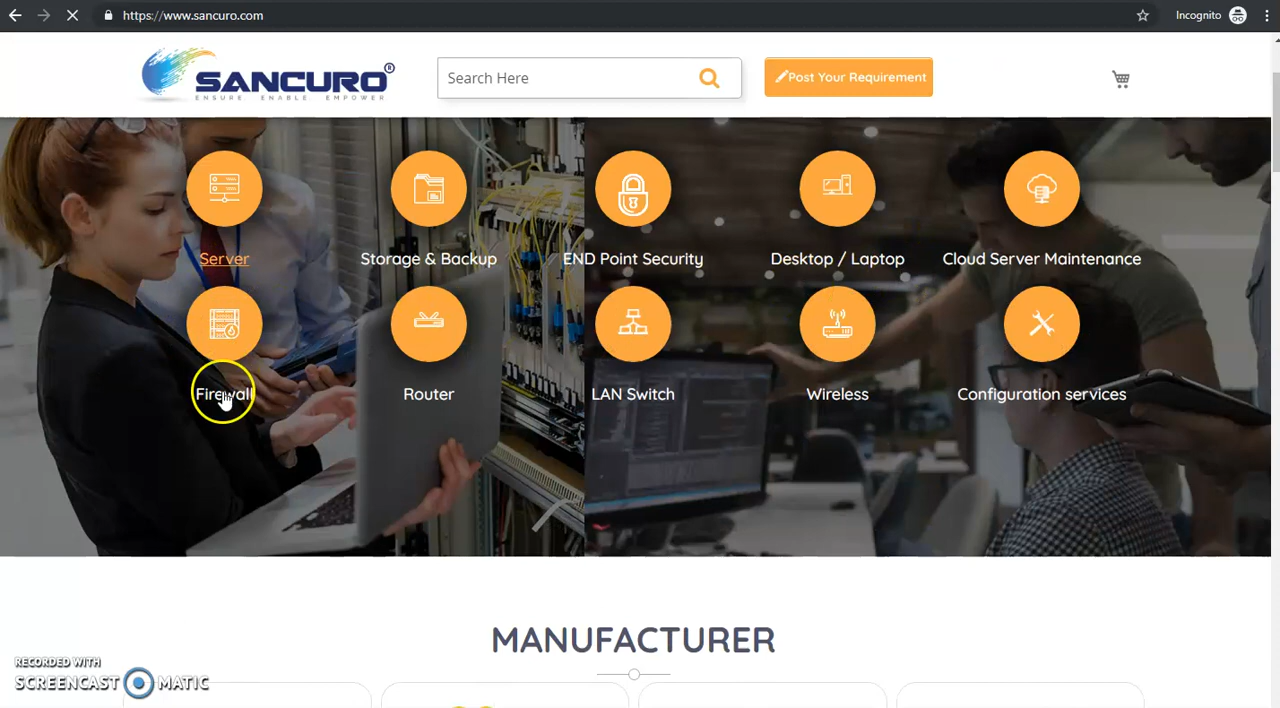 https://www.sancuro.com
Incognito
SANCURO®
ENSURE. ENABLE. EMPOWER.
Search Here
Post Your Requirement
Server
Storage & Backup
END Point Security
Desktop / Laptop
Cloud Server Maintenance
Firewall
Router
LAN Switch
Wireless
Configuration services
MANUFACTURER
RECORDED WITH
SCREENCAST MATIC